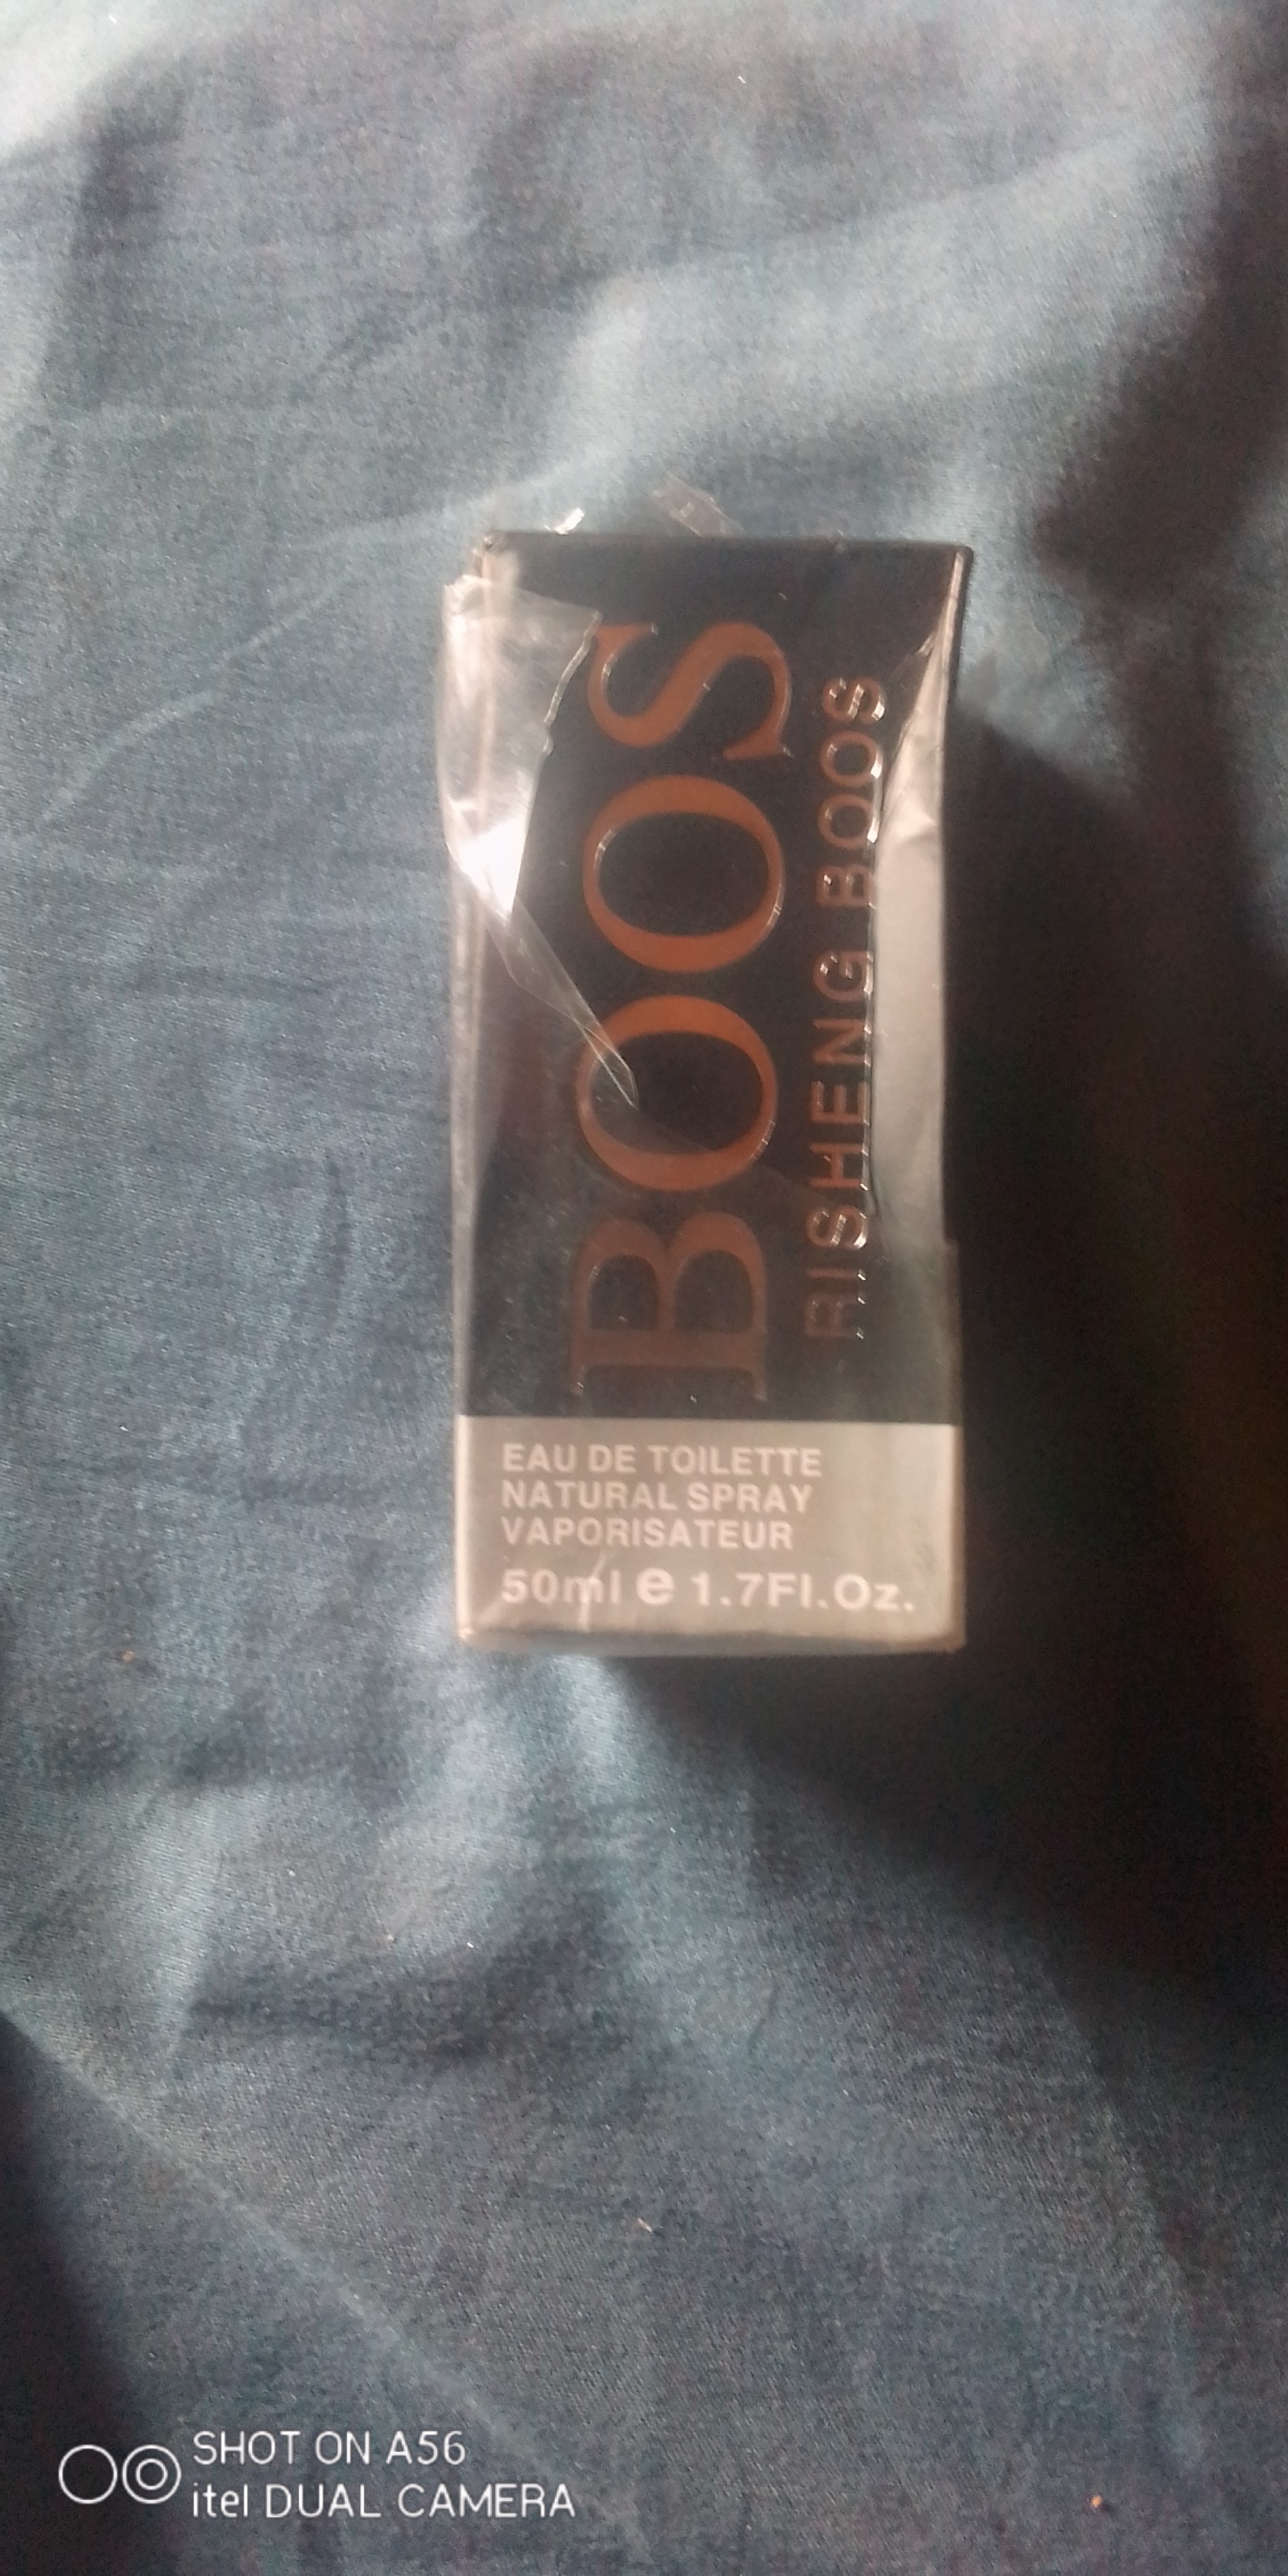 BOOS
RISHENG BOOS
EAU DE TOILETTE
NATURAL SPRAY
VAPORISATEUR
50ml e 1.7Fl.Oz.
SHOT ON A56
itel DUAL CAMERA